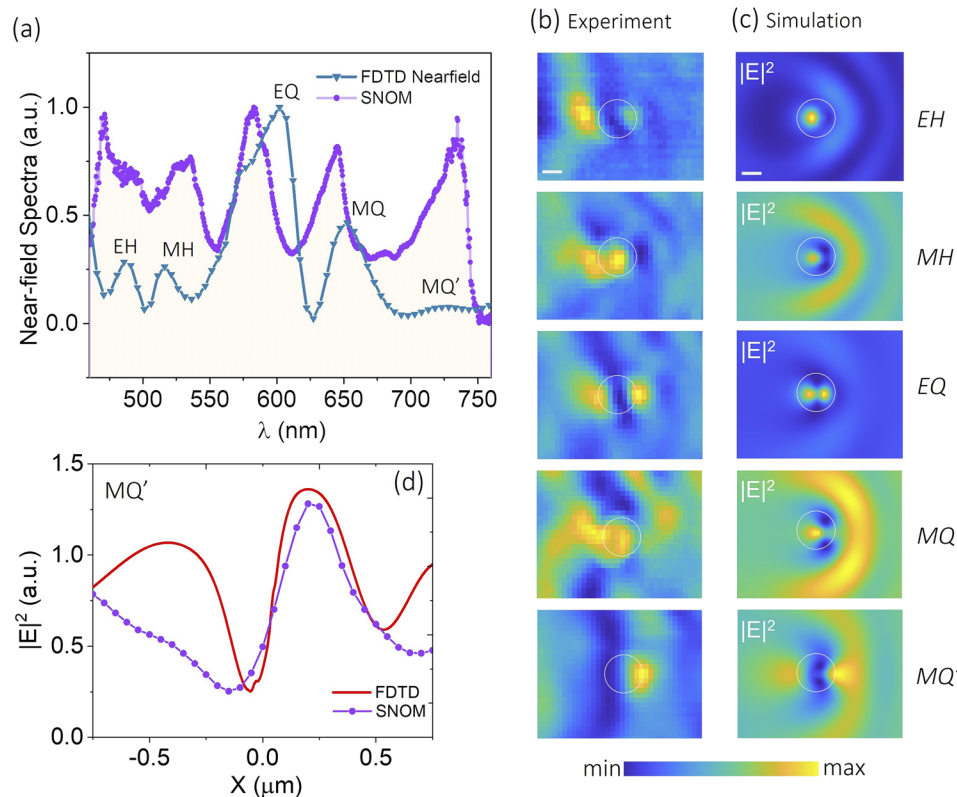 (a)
(b) Experiment
(c) Simulation
FDTD Nearfield
SNOM
EQ
EH
MH
MQ
MQ'
Near-field Spectra (a.u.)
1.0
0.5
0.0
500
550
600
650
700
750
λ (nm)
|E|²
EH
|E|²
MH
|E|²
EQ
|E|²
MQ
|E|²
MQ'
MQ'
(d)
|E|² (a.u.)
1.5
1.0
0.5
0.0
FDTD
SNOM
-0.5
0.0
0.5
X (μm)
min
max